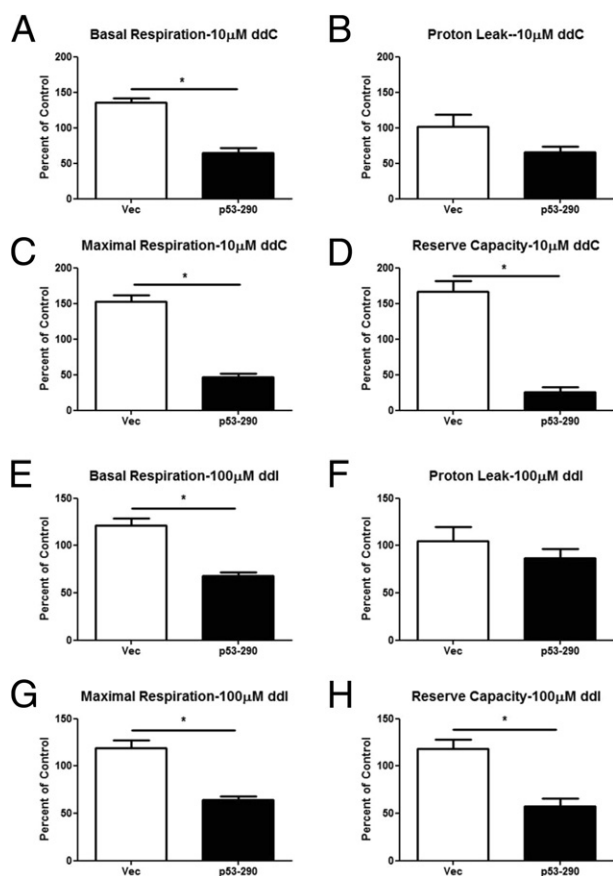 A
Basal Respiration-10μM ddC
Percent of Control
200
150
100
50
0
*
Vec
p53-290
B
Proton Leak--10μM ddC
Percent of Control
200
150
100
50
0
Vec
p53-290
C
Maximal Respiration-10μM ddC
Percent of Control
200
150
100
50
0
*
Vec
p53-290
D
Reserve Capacity-10μM ddC
Percent of Control
200
150
100
50
0
*
Vec
p53-290
E
Basal Respiration-100μM ddI
Percent of Control
150
100
50
0
*
Vec
p53-290
F
Proton Leak-100μM ddI
Percent of Control
150
100
50
0
Vec
p53-290
G
Maximal Respiration-100μM ddI
Percent of Control
150
100
50
0
*
Vec
p53-290
H
Reserve Capacity-100μM ddI
Percent of Control
150
100
50
0
*
Vec
p53-290